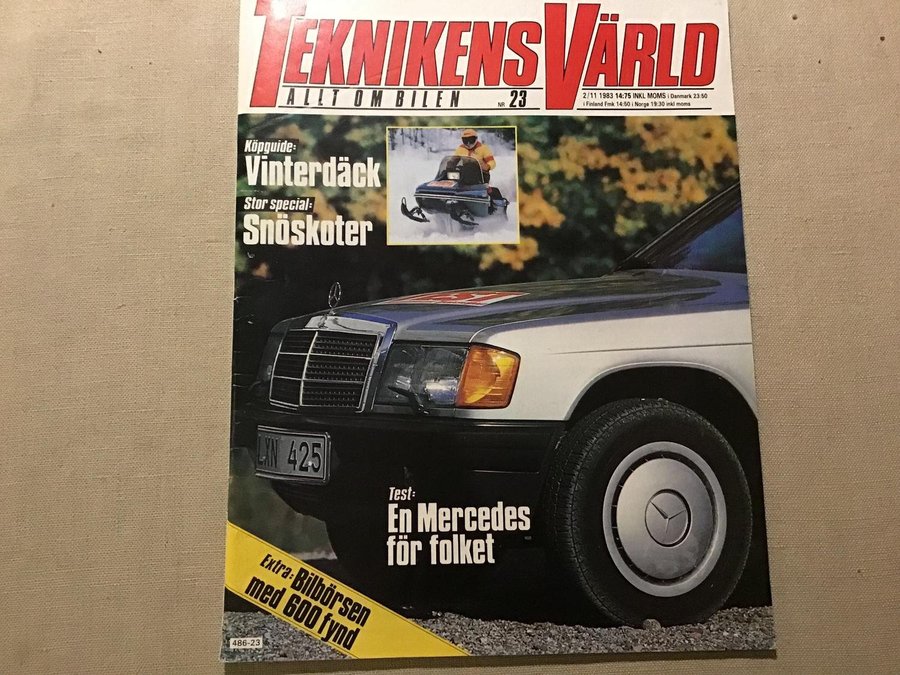 TEKNIKENS VÄRLD
ALLT OM BILEN NR. 23
2/11 1983 14:75 INKL MOMS i Danmark 23:50
i Finland Fmk 14:50 i Norge 19:30 inkl moms
Köpguide:
Vinterdäck
Stor special:
Snöskoter
TEST
LXN 425
Test:
En Mercedes
för folket
Extra: Bilbörsen
med 600 fynd
486-23